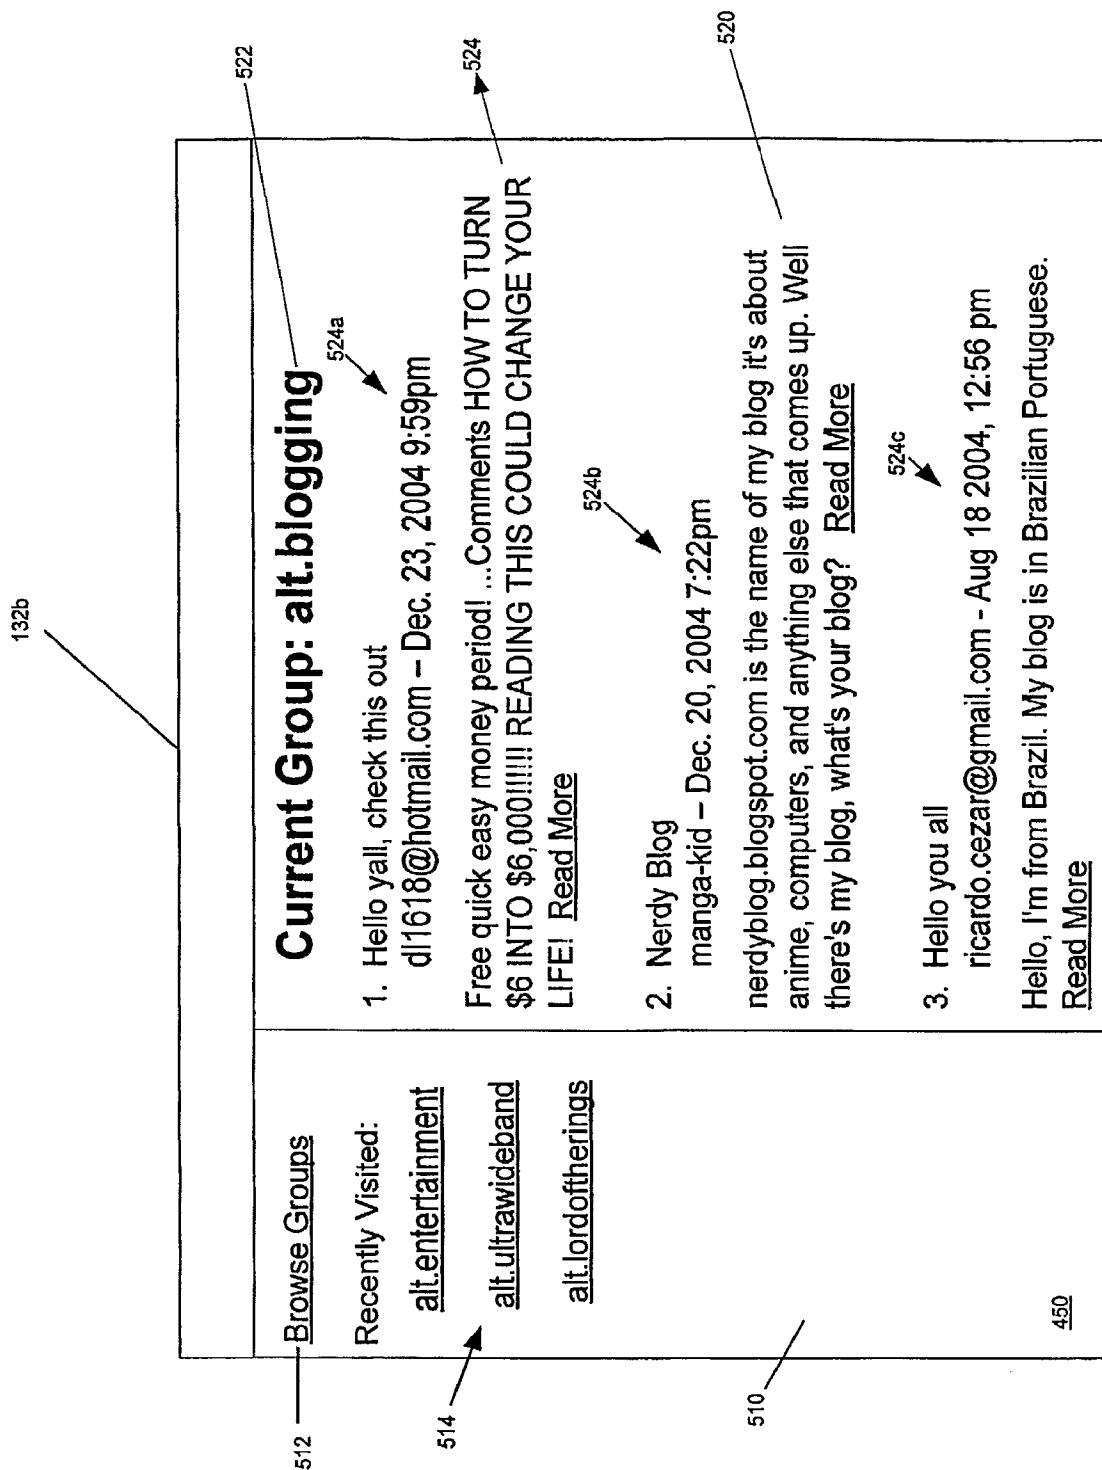 132b
522
Current Group: alt.blogging
524a
1. Hello yall, check this out
dl1618@hotmail.com – Dec. 23, 2004 9:59pm
524
Free quick easy money period! ...Comments HOW TO TURN
$6 INTO $6,000!!!!!! READING THIS COULD CHANGE YOUR
LIFE! Read More
524b
2. Nerdy Blog
manga-kid – Dec. 20, 2004 7:22pm
520
nerdyblog.blogspot.com is the name of my blog it's about
anime, computers, and anything else that comes up. Well
there's my blog, what's your blog? Read More
524c
3. Hello you all
ricardo.cezar@gmail.com - Aug 18 2004, 12:56 pm
Hello, I'm from Brazil. My blog is in Brazilian Portuguese.
Read More
512
Browse Groups
Recently Visited:
alt.entertainment
514
alt.ultrawideband
alt.lordoftherings
510
450